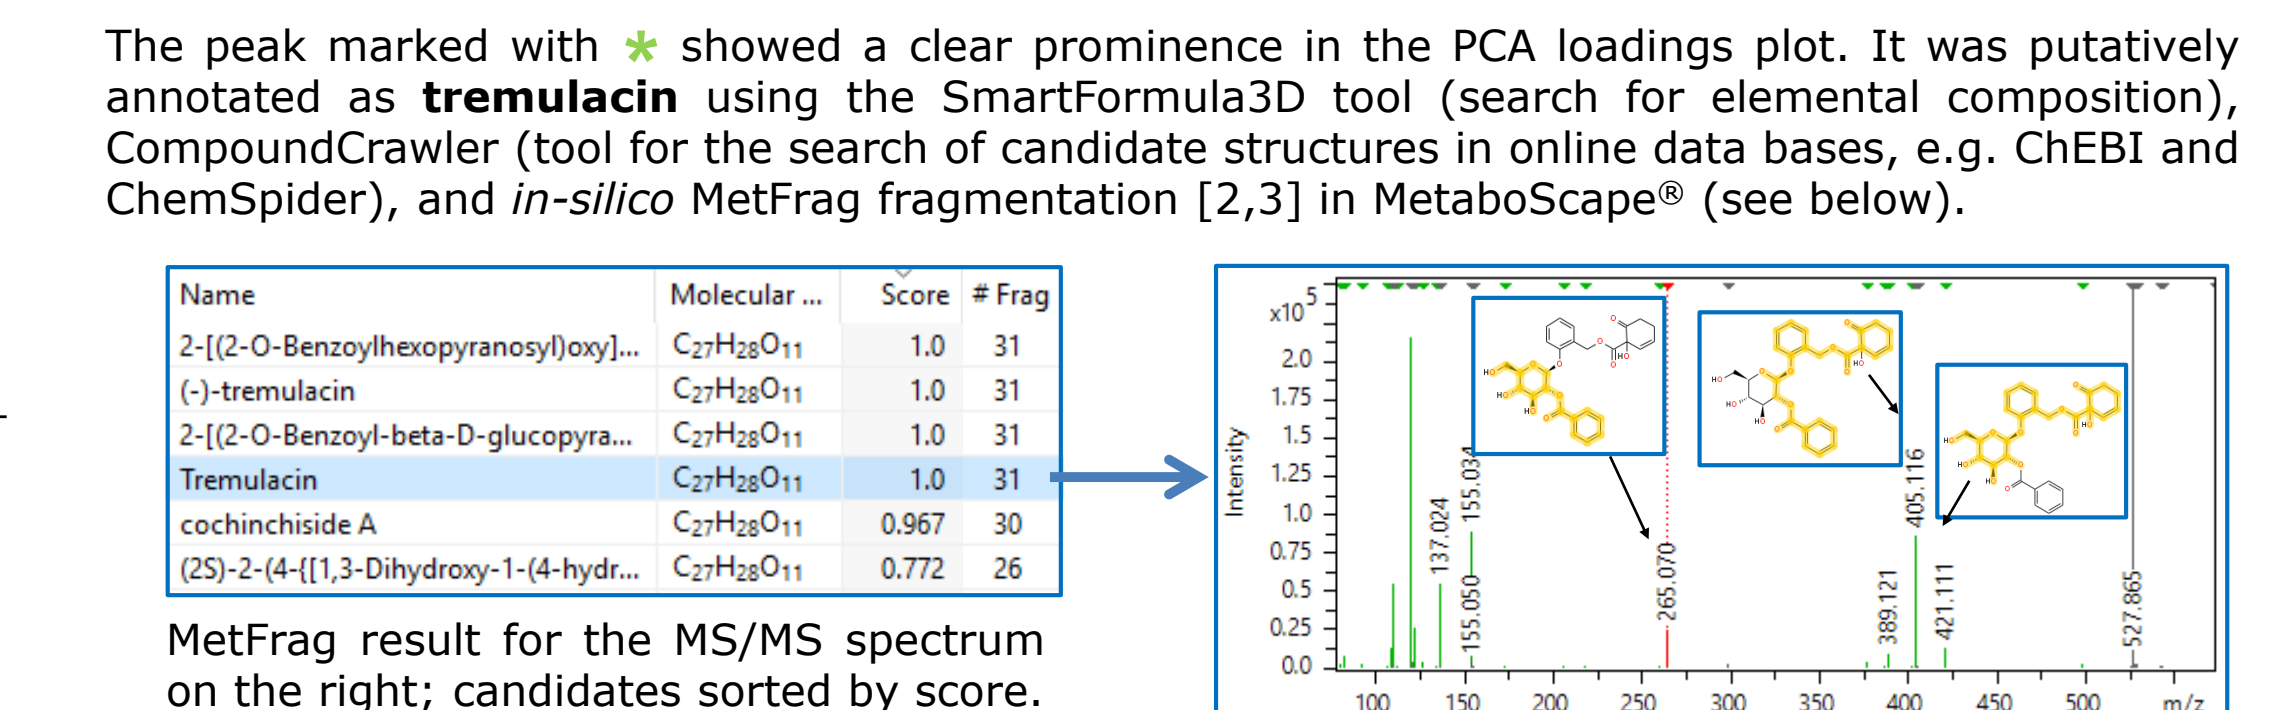 The peak marked with * showed a clear prominence in the PCA loadings plot. It was putatively
annotated as tremulacin using the SmartFormula3D tool (search for elemental composition),
CompoundCrawler (tool for the search of candidate structures in online data bases, e.g. ChEBI and
ChemSpider), and in-silico MetFrag fragmentation [2,3] in MetaboScape® (see below).
Name Molecular ... Score # Frag
2-[(2-O-Benzoylhexopyranosyl)oxy]... C27H28O11 1.0 31
(-)-tremulacin C27H28O11 1.0 31
2-[(2-O-Benzoyl-beta-D-glucopyra... C27H28O11 1.0 31
Tremulacin C27H28O11 1.0 31
cochinchiside A C27H28O11 0.967 30
(2S)-2-(4-{[1,3-Dihydroxy-1-(4-hydr... C27H28O11 0.772 26
MetFrag result for the MS/MS spectrum
on the right; candidates sorted by score.
x10^5
2.0
1.75
1.5
1.25
1.0
0.75
0.5
0.25
0.0
Intensity
137.024
155.034
155.050
265.070
389.121
405.116
421.111
527.865
100 150 200 250 300 350 400 450 500 m/z